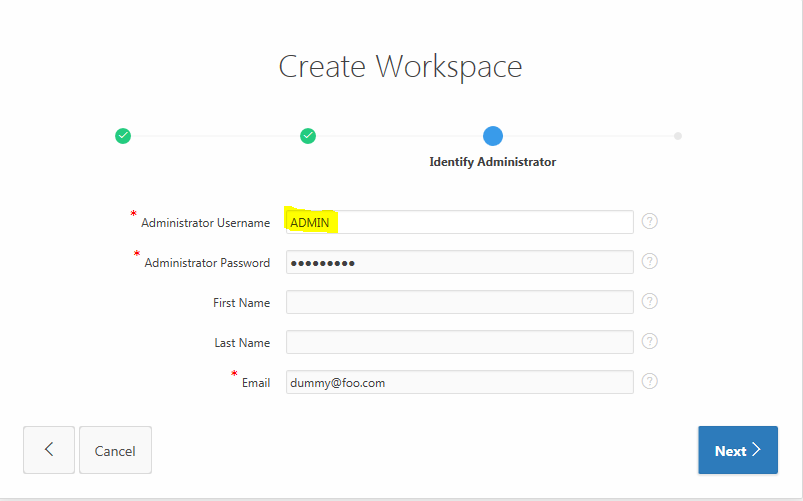 Create Workspace
Identify Administrator
* Administrator Username ADMIN ?
* Administrator Password ●●●●●●●●● ?
First Name ?
Last Name ?
* Email dummy@foo.com ?
Cancel Next